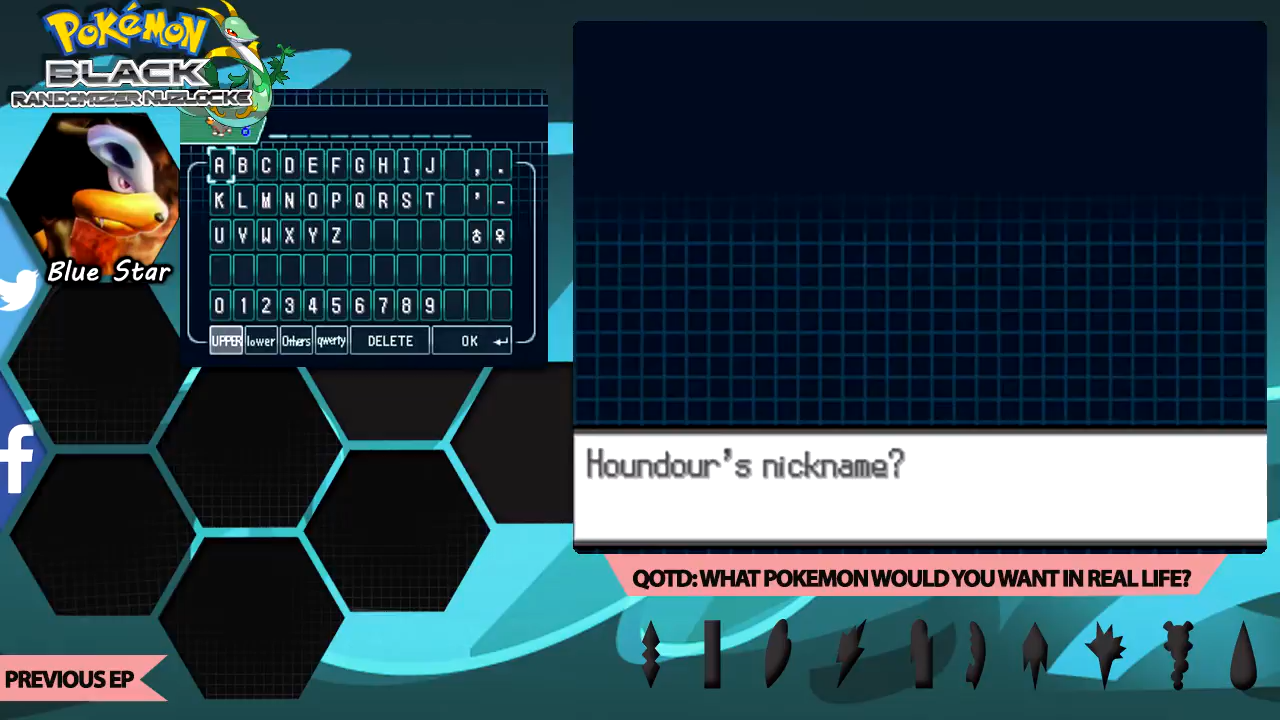 POKéMON
BLACK
RANDOMIZER NUZLOCKE
Blue Star
A B C D E F G H I J , .
K L M N O P Q R S T ' -
U V W X Y Z ♂ ♀
0 1 2 3 4 5 6 7 8 9
UPPER lower Others qwerty DELETE OK
Houndour's nickname?
QOTD: WHAT POKEMON WOULD YOU WANT IN REAL LIFE?
PREVIOUS EP